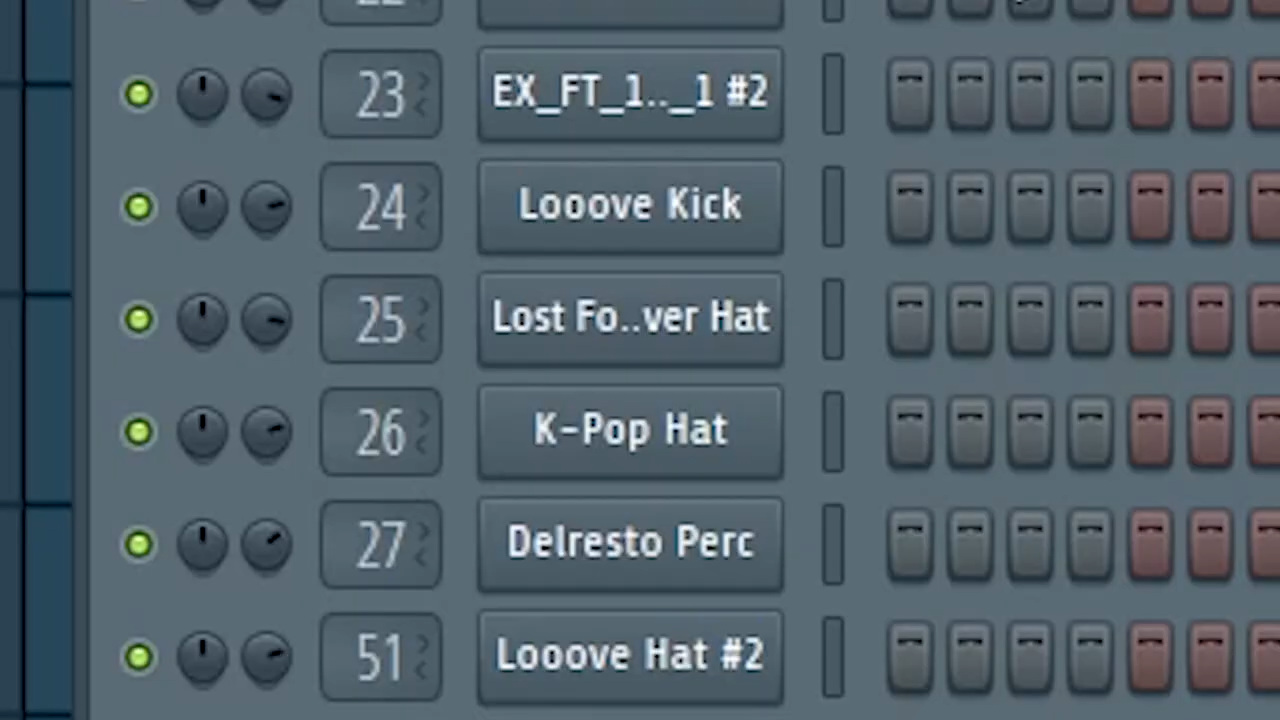 23 EX_FT_1.._1 #2
24 Looove Kick
25 Lost Fo..ver Hat
26 K-Pop Hat
27 Delresto Perc
51 Looove Hat #2